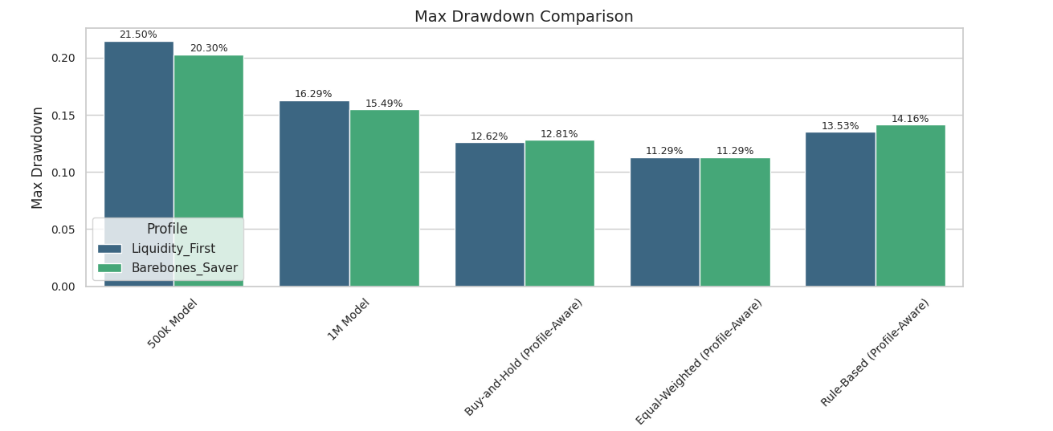 Max Drawdown Comparison
Max Drawdown
0.20
0.15
0.10
0.05
0.00
21.50%
20.30%
16.29%
15.49%
12.62%
12.81%
11.29%
11.29%
13.53%
14.16%
Profile
Liquidity_First
Barebones_Saver
500k Model
1M Model
Buy-and-Hold (Profile-Aware)
Equal-Weighted (Profile-Aware)
Rule-Based (Profile-Aware)